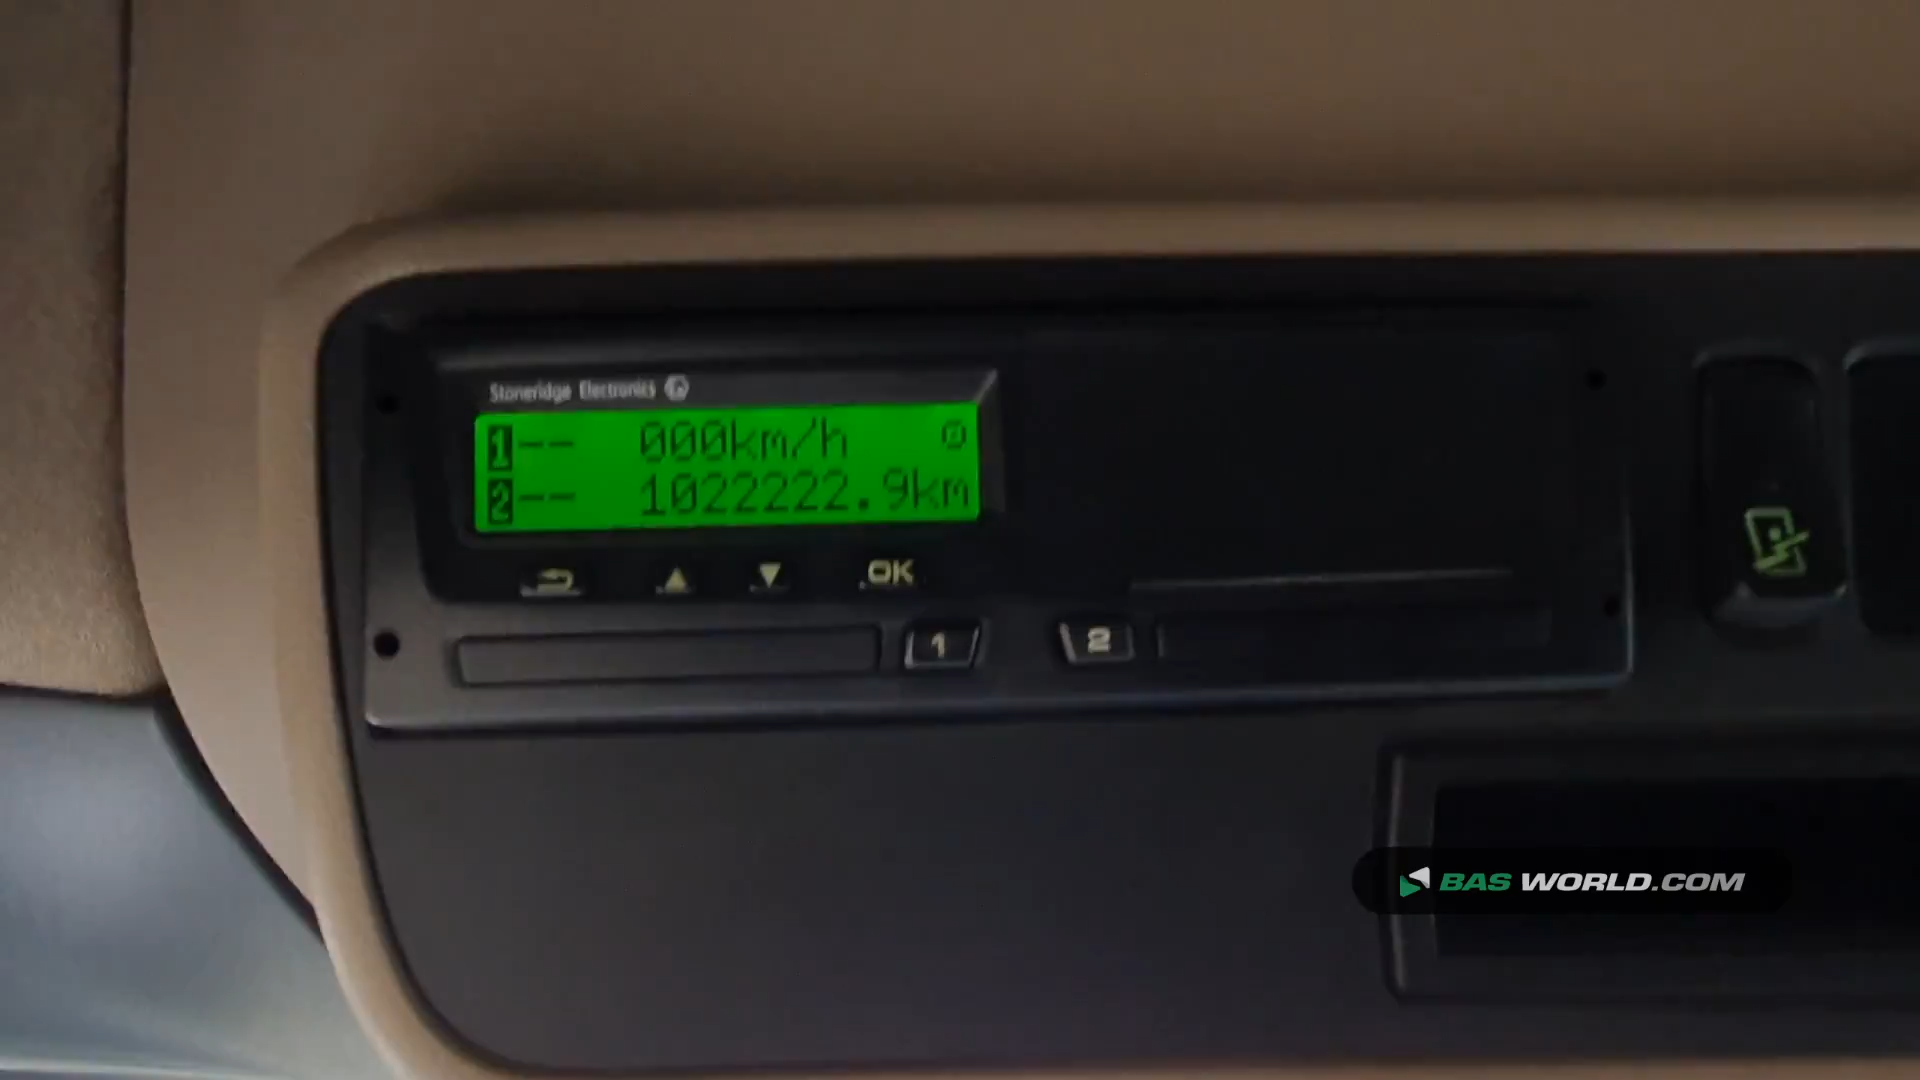 Stoneridge Electronics
1-- 000km/h
2-- 1022222.9km
OK
1 2
BAS WORLD.COM